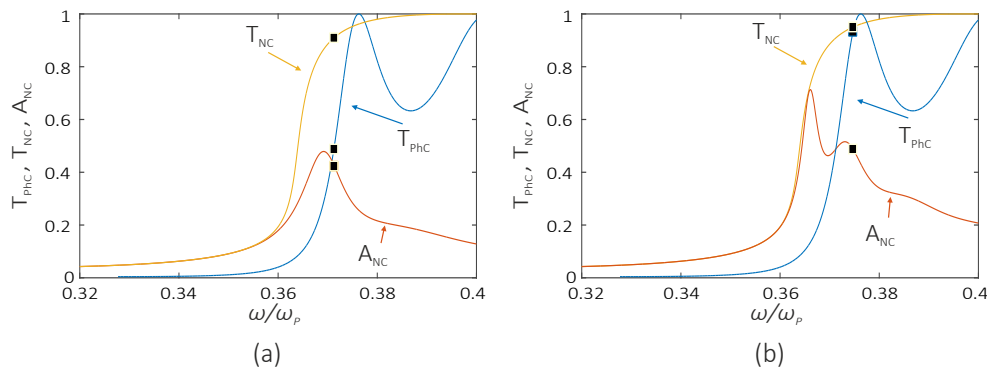 T_PhC, T_NC, A_NC
1
0.8
0.6
0.4
0.2
0
T_NC
T_PhC
A_NC
0.32
0.34
0.36
0.38
0.4
ω/ω_P
(a)
T_PhC, T_NC, A_NC
1
0.8
0.6
0.4
0.2
0
T_NC
T_PhC
A_NC
0.32
0.34
0.36
0.38
0.4
ω/ω_P
(b)